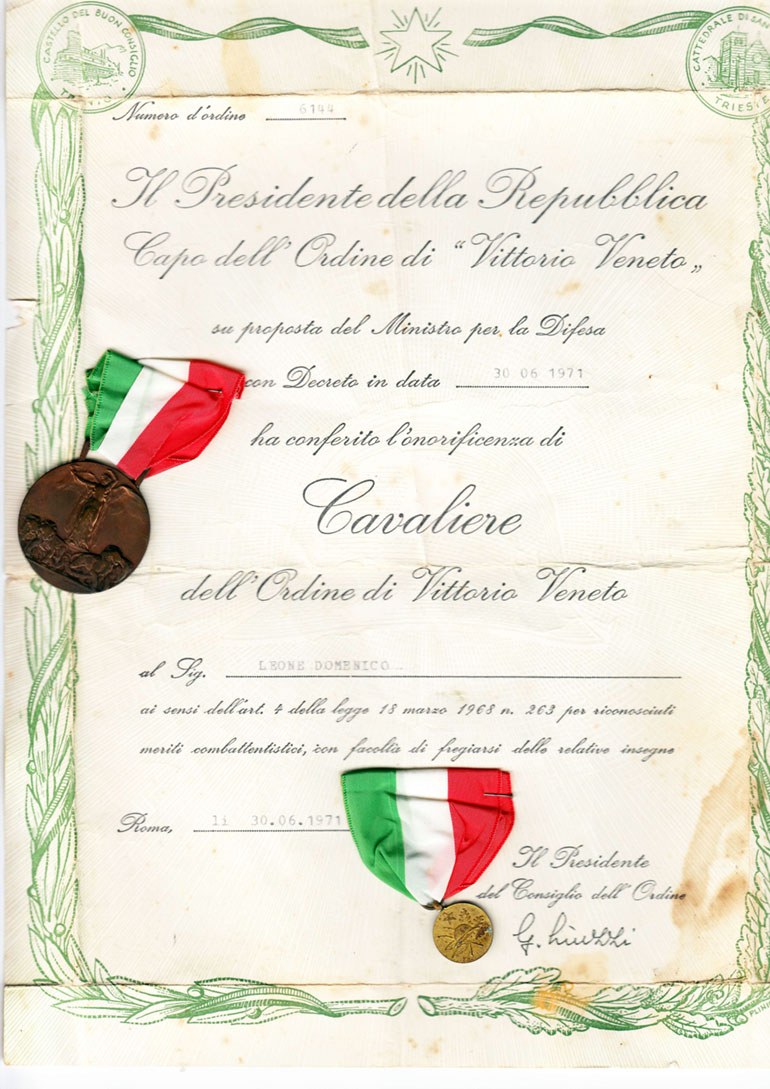 CASTELLO DEL BUON CONSIGLIO
TRENTO
CATTEDRALE DI SAN
TRIESTE
Numero d'ordine 6144
Il Presidente della Repubblica
Capo dell'Ordine di "Vittorio Veneto„
su proposta del Ministro per la Difesa
con Decreto in data 30 06 1971
ha conferito l'onorificenza di
Cavaliere
dell'Ordine di Vittorio Veneto
al Sig. LEONE DOMENICO
ai sensi dell'art. 4 della legge 18 marzo 1968 n. 263 per riconosciuti
meriti combattentistici, con facoltà di fregiarsi delle relative insegne
Roma, li 30.06.1971
Il Presidente
del Consiglio dell'Ordine
G. Liuzzi